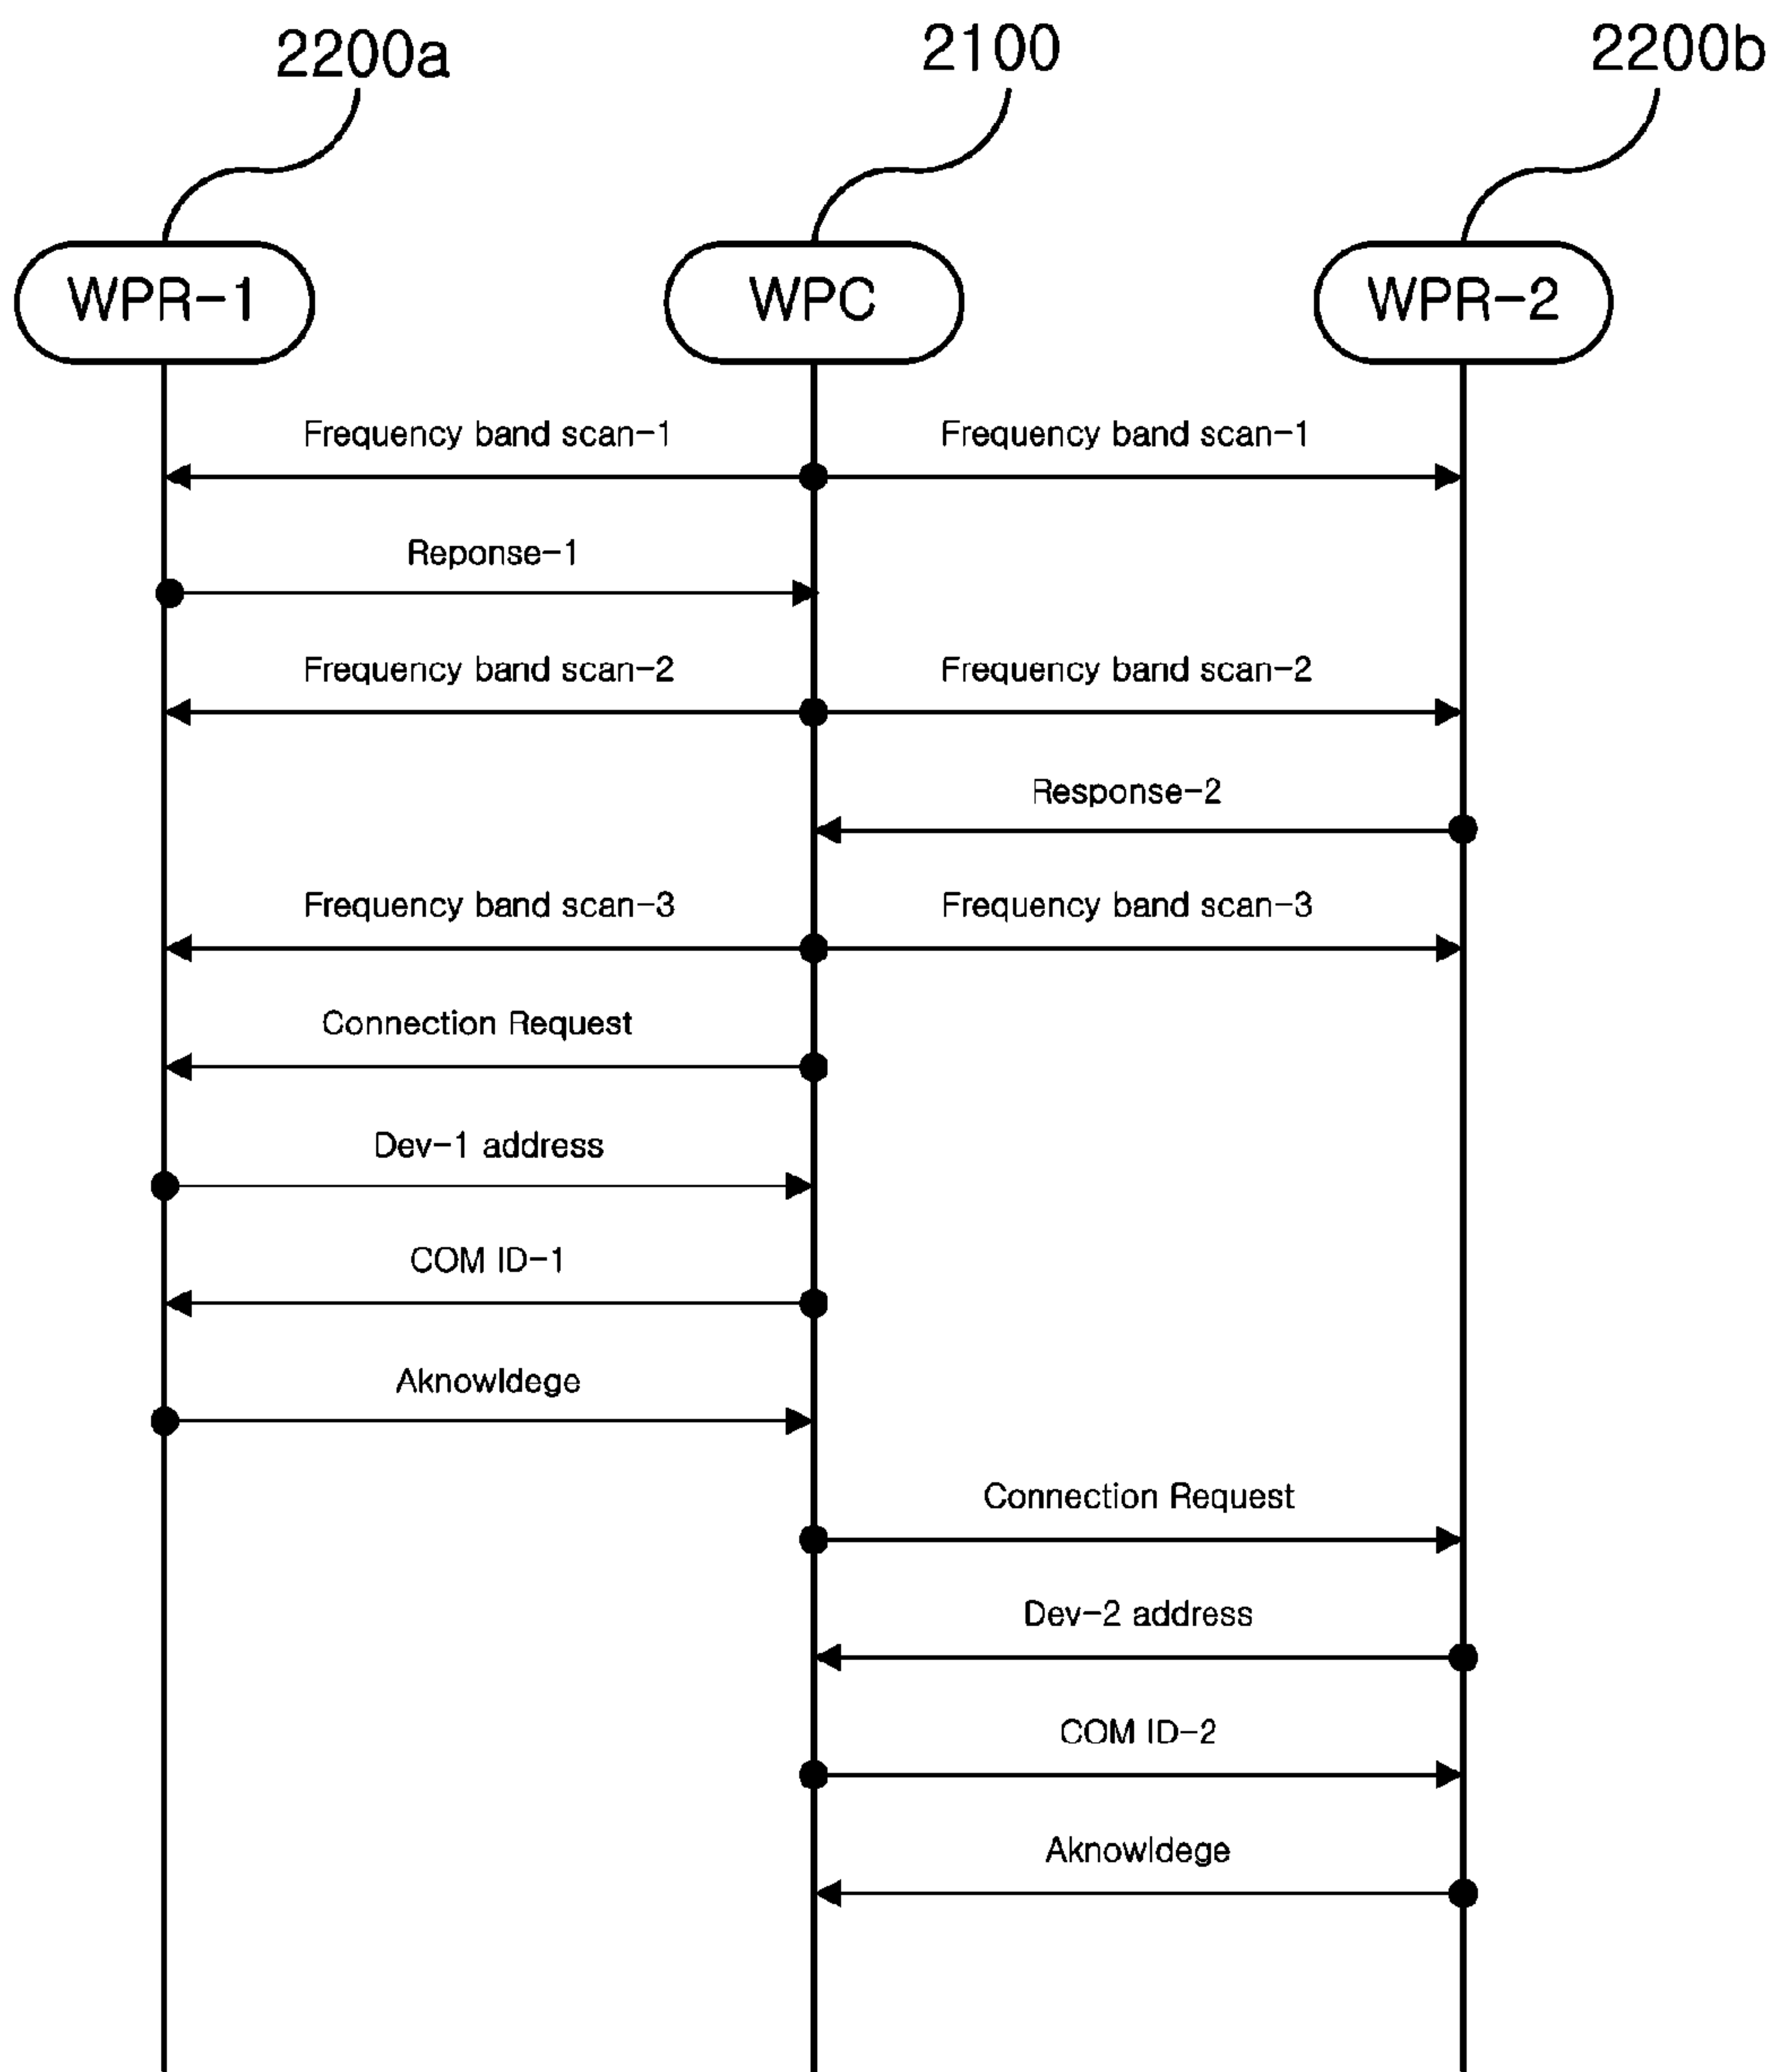 2200a
2100
2200b
WPR-1
WPC
WPR-2
Frequency band scan-1
Frequency band scan-1
Reponse-1
Frequency band scan-2
Frequency band scan-2
Response-2
Frequency band scan-3
Frequency band scan-3
Connection Request
Dev-1 address
COM ID-1
Aknowldege
Connection Request
Dev-2 address
COM ID-2
Aknowldege